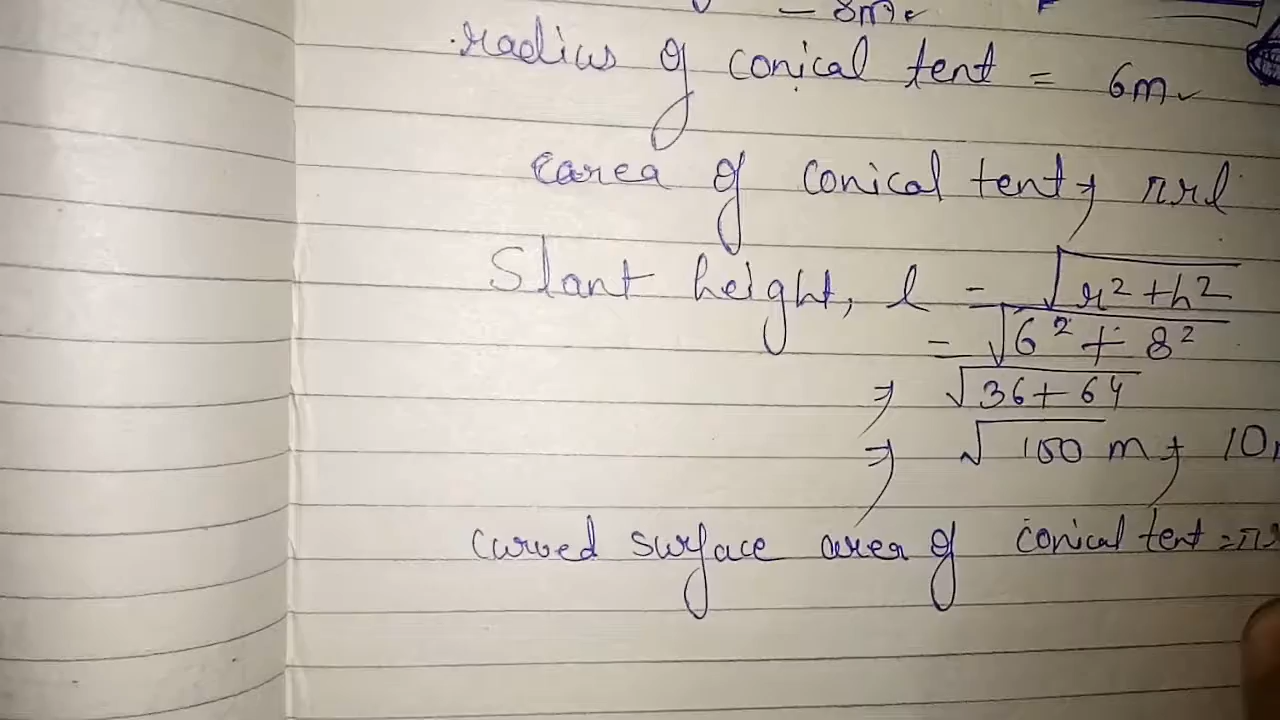 = 8m
radius of conical tent = 6m
area of conical tent ⇒ πrl
Slant height, l = √r²+h²
= √6² + 8²
⇒ √36+64
⇒ √100 m ⇒ 10
curved surface area of conical tent = πr